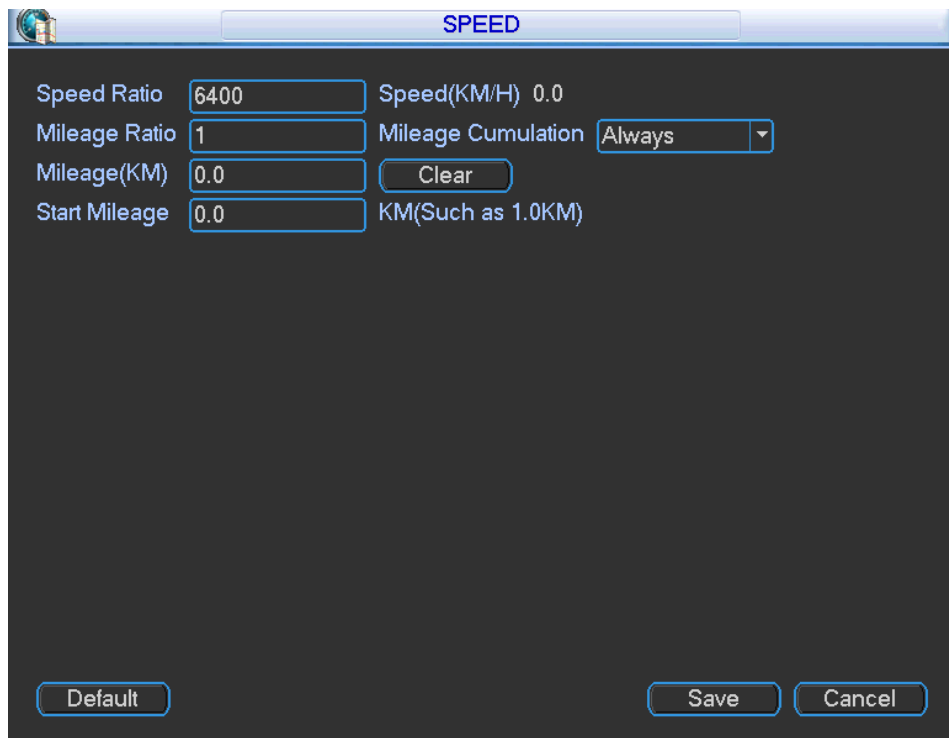 SPEED
Speed Ratio 6400 Speed(KM/H) 0.0
Mileage Ratio 1 Mileage Cumulation Always
Mileage(KM) 0.0 Clear
Start Mileage 0.0 KM(Such as 1.0KM)
Default Save Cancel